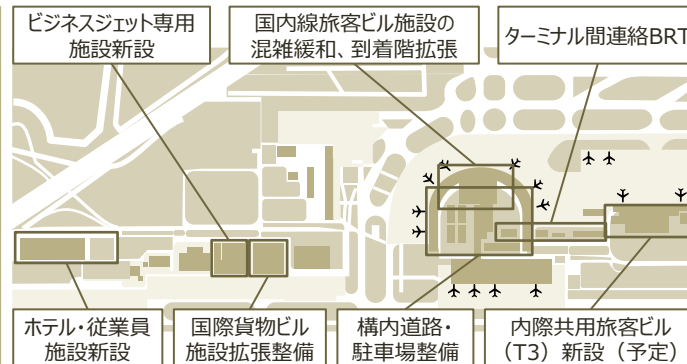 ビジネスジェット専用
施設新設
国内線旅客ビル施設の
混雑緩和、到着階拡張
ターミナル間連絡BRT
ホテル・従業員
施設新設
国際貨物ビル
施設拡張整備
構内道路・
駐車場整備
内際共用旅客ビル
（T3）新設（予定）